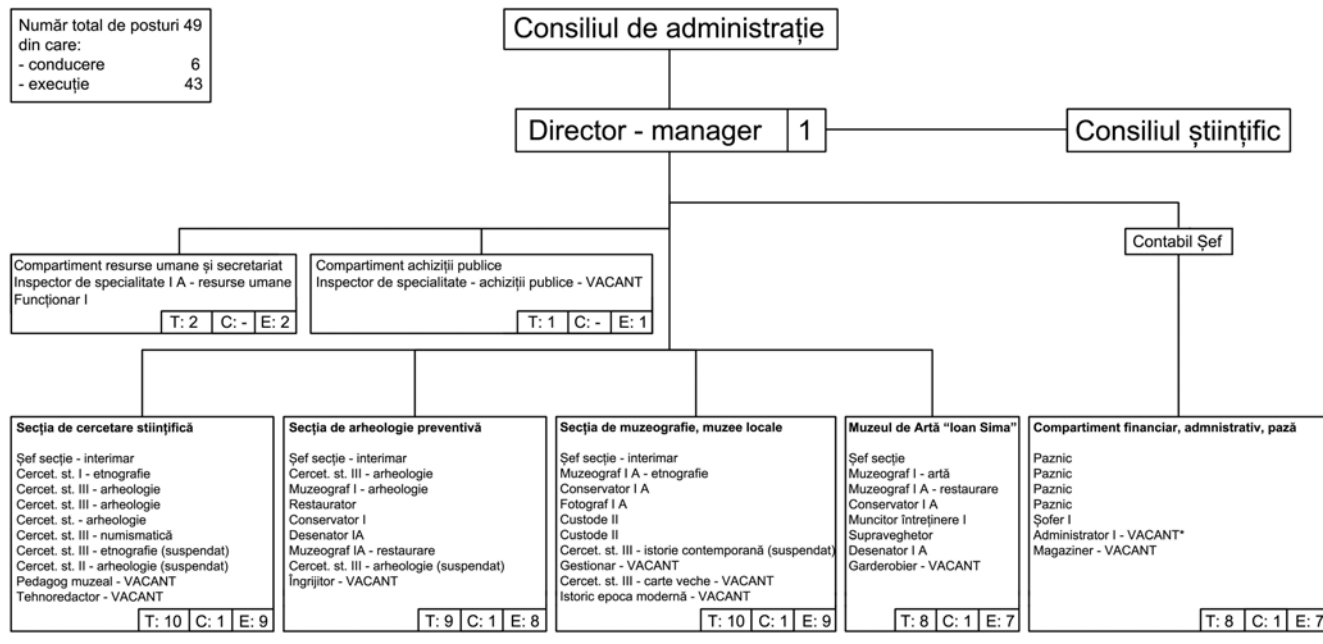 Număr total de posturi 49
din care:
- conducere 6
- execuție 43
Consiliul de administrație
Director - manager 1
Consiliul științific
Contabil Șef
Compartiment resurse umane și secretariat
Inspector de specialitate I A - resurse umane
Funcționar I
T: 2 C: - E: 2
Compartiment achiziții publice
Inspector de specialitate - achiziții publice - VACANT
T: 1 C: - E: 1
Secția de cercetare stiințifică
Șef secție - interimar
Cercet. st. I - etnografie
Cercet. st. III - arheologie
Cercet. st. III - arheologie
Cercet. st. - arheologie
Cercet. st. III - numismatică
Cercet. st. III - etnografie (suspendat)
Cercet. st. II - arheologie (suspendat)
Pedagog muzeal - VACANT
Tehnoredactor - VACANT
T: 10 C: 1 E: 9
Secția de arheologie preventivă
Șef secție - interimar
Cercet. st. III - arheologie
Muzeograf I - arheologie
Restaurator
Conservator I
Desenator IA
Muzeograf IA - restaurare
Cercet. st. III - arheologie (suspendat)
Îngrijitor - VACANT
T: 9 C: 1 E: 8
Secția de muzeografie, muzee locale
Șef secție - interimar
Muzeograf I A - etnografie
Conservator I A
Fotograf I A
Custode II
Custode II
Cercet. st. III - istorie contemporană (suspendat)
Gestionar - VACANT
Cercet. st. III - carte veche - VACANT
Istoric epoca modernă - VACANT
T: 10 C: 1 E: 9
Muzeul de Artă “Ioan Sima”
Șef secție
Muzeograf I - artă
Muzeograf I A - restaurare
Conservator I A
Muncitor întreținere I
Supraveghetor
Desenator I A
Garderobier - VACANT
T: 8 C: 1 E: 7
Compartiment financiar, admnistrativ, pază
Paznic
Paznic
Paznic
Paznic
Șofer I
Administrator I - VACANT*
Magaziner - VACANT
T: 8 C: 1 E: 7